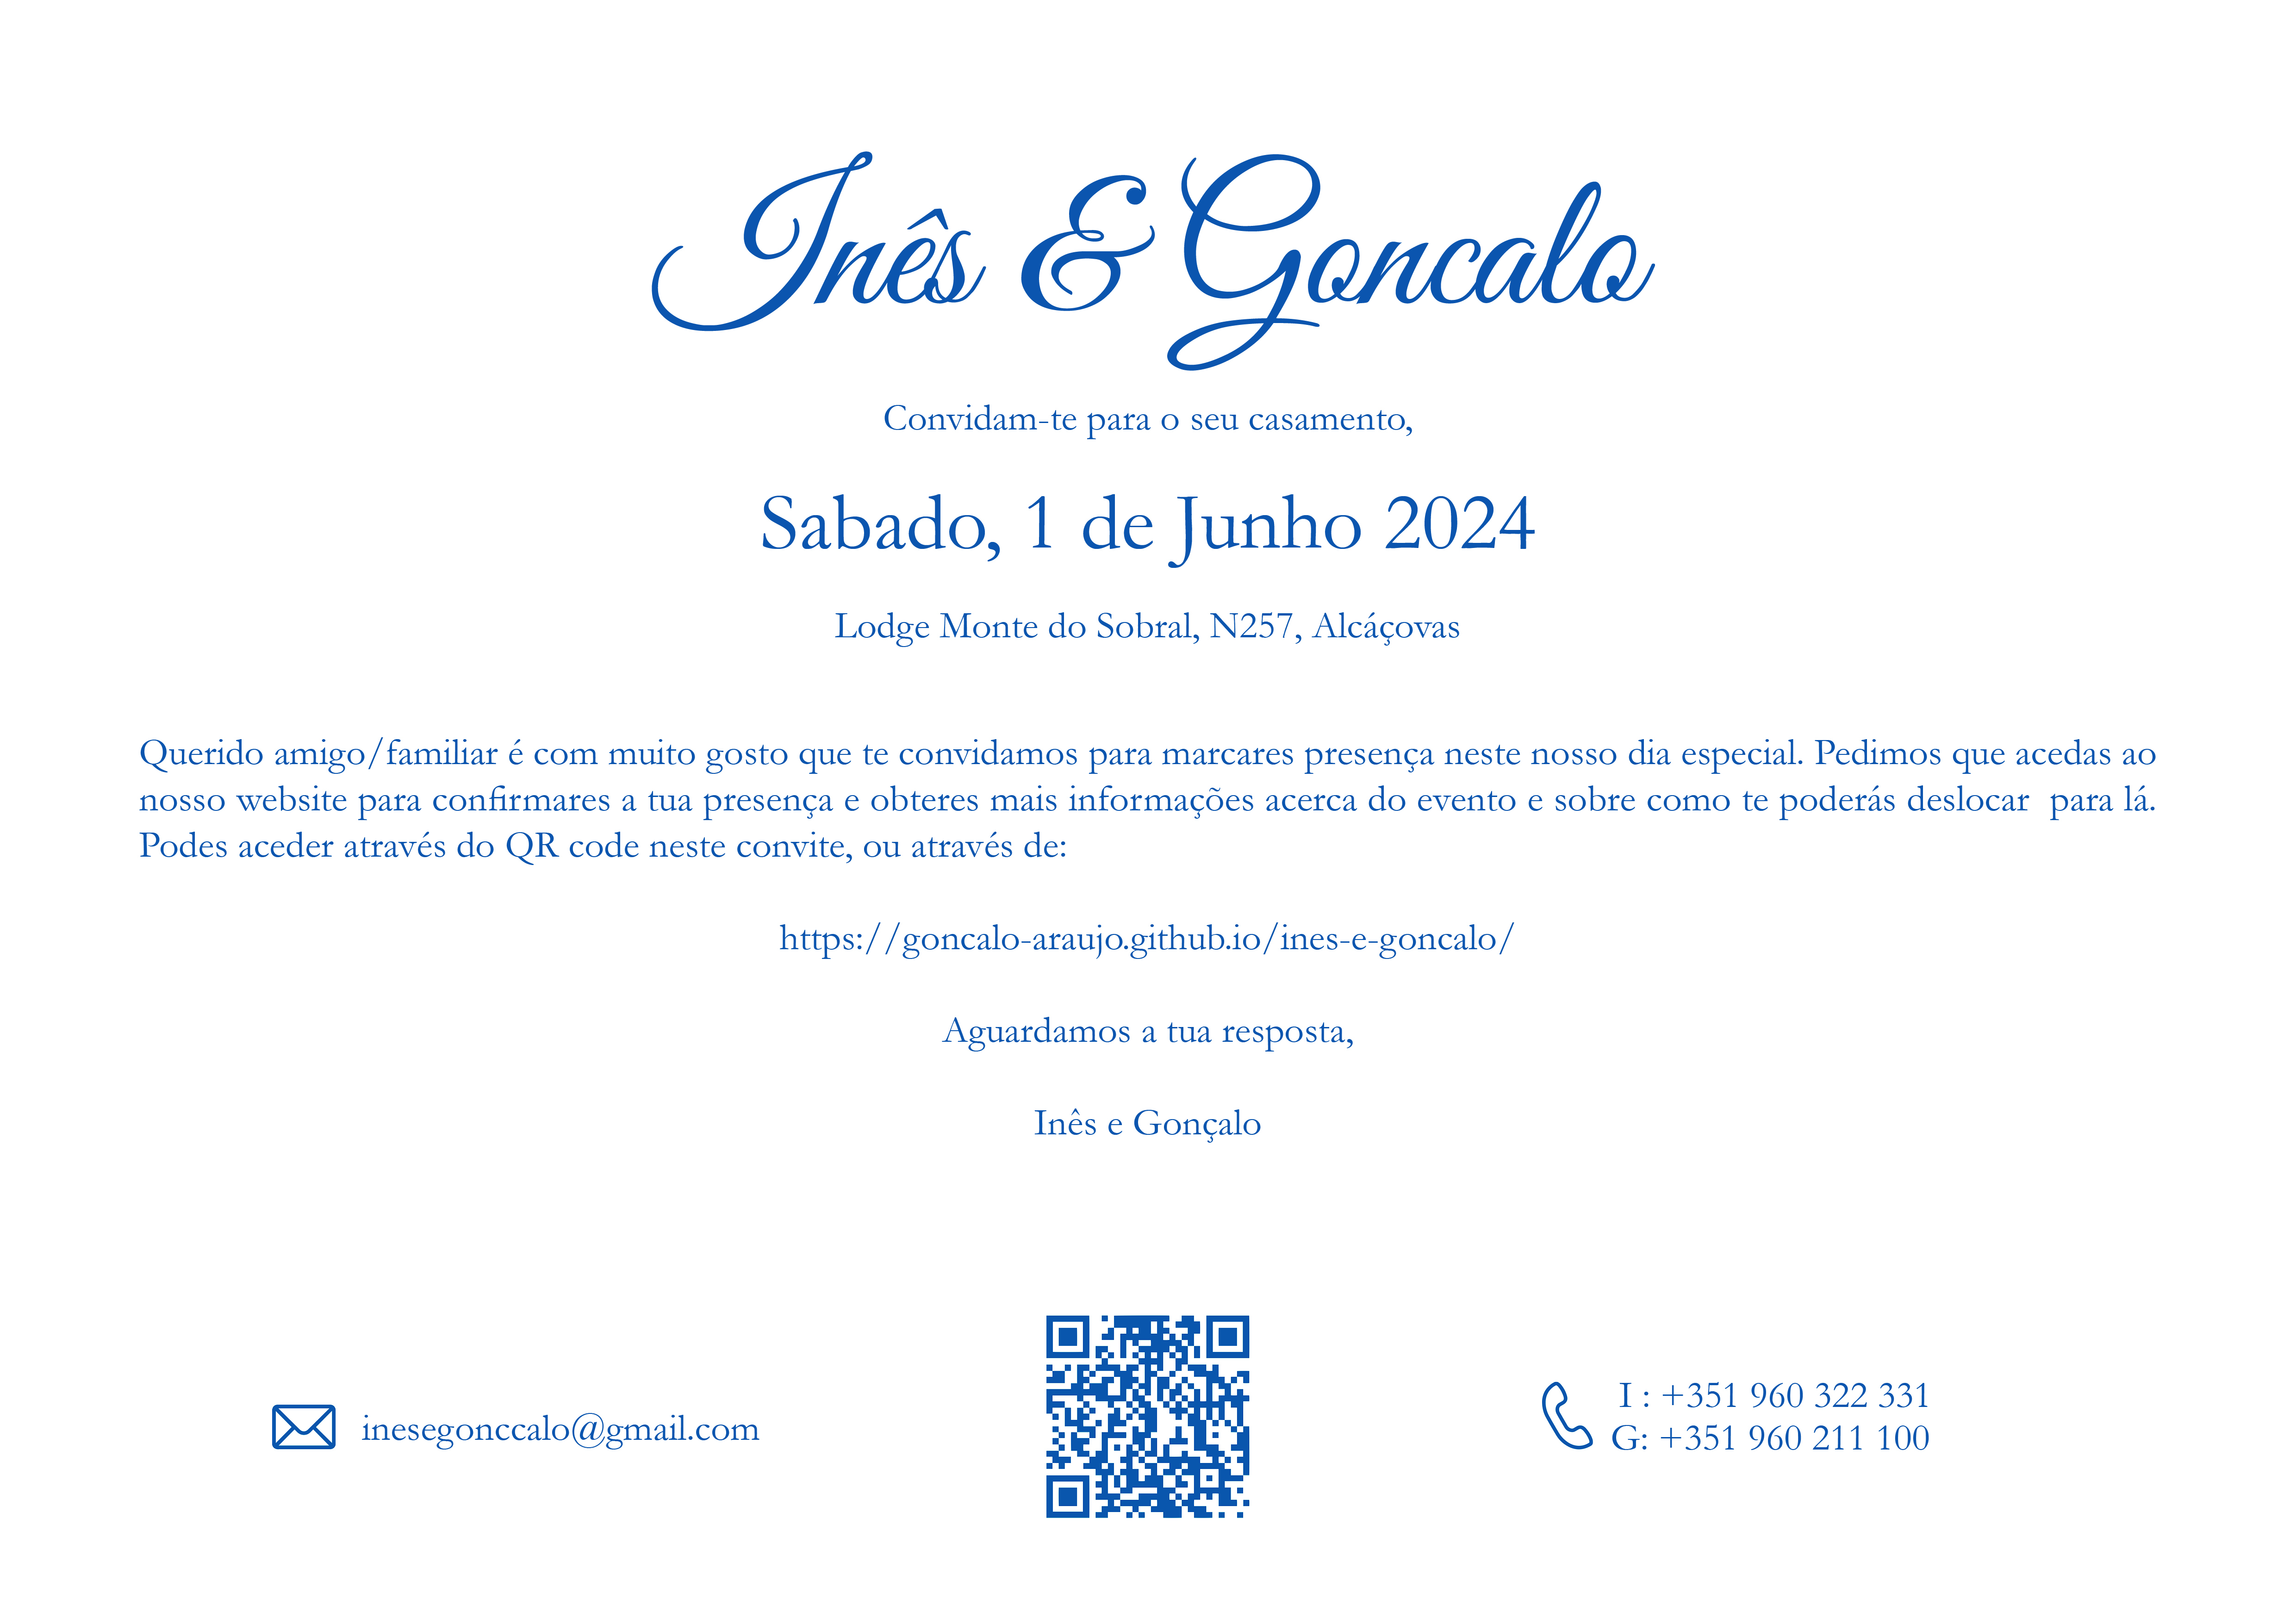 Inês & Goncalo
Convidam-te para o seu casamento,
Sabado, 1 de Junho 2024
Lodge Monte do Sobral, N257, Alcáçovas
Querido amigo/familiar é com muito gosto que te convidamos para marcares presença neste nosso dia especial. Pedimos que acedas ao
nosso website para confirmares a tua presença e obteres mais informações acerca do evento e sobre como te poderás deslocar  para lá.
Podes aceder através do QR code neste convite, ou através de:
https://goncalo-araujo.github.io/ines-e-goncalo/
Aguardamos a tua resposta,
Inês e Gonçalo
inesegonccalo@gmail.com
I : +351 960 322 331
G: +351 960 211 100